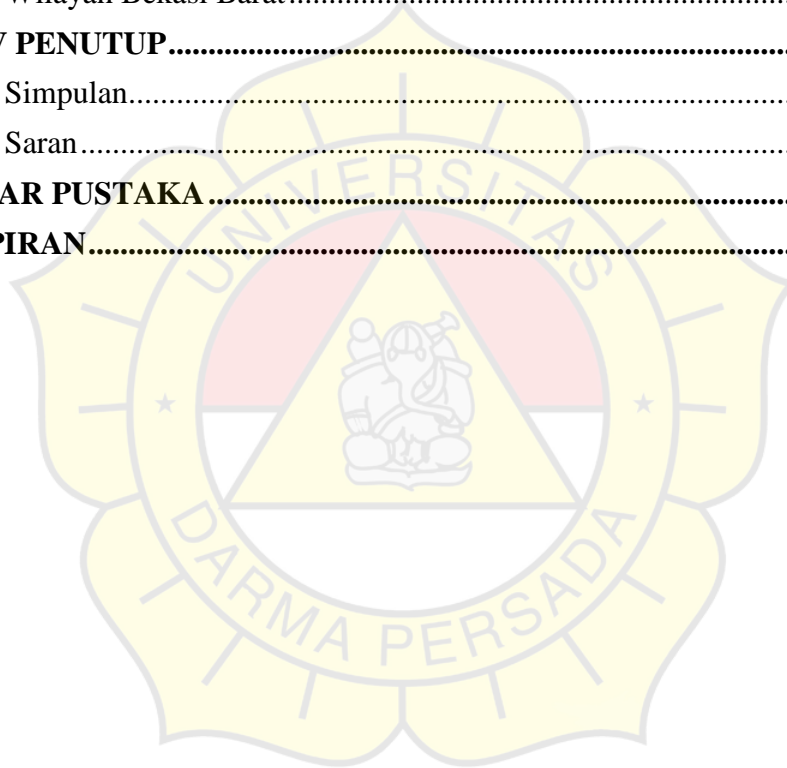 Wilayah Bekasi Barat........................................................
V PENUTUP........................................................................
Simpulan..............................................................................
Saran....................................................................................
AR PUSTAKA....................................................................
PIRAN..................................................................................
UNIVERSITAS
DARMA PERSADA